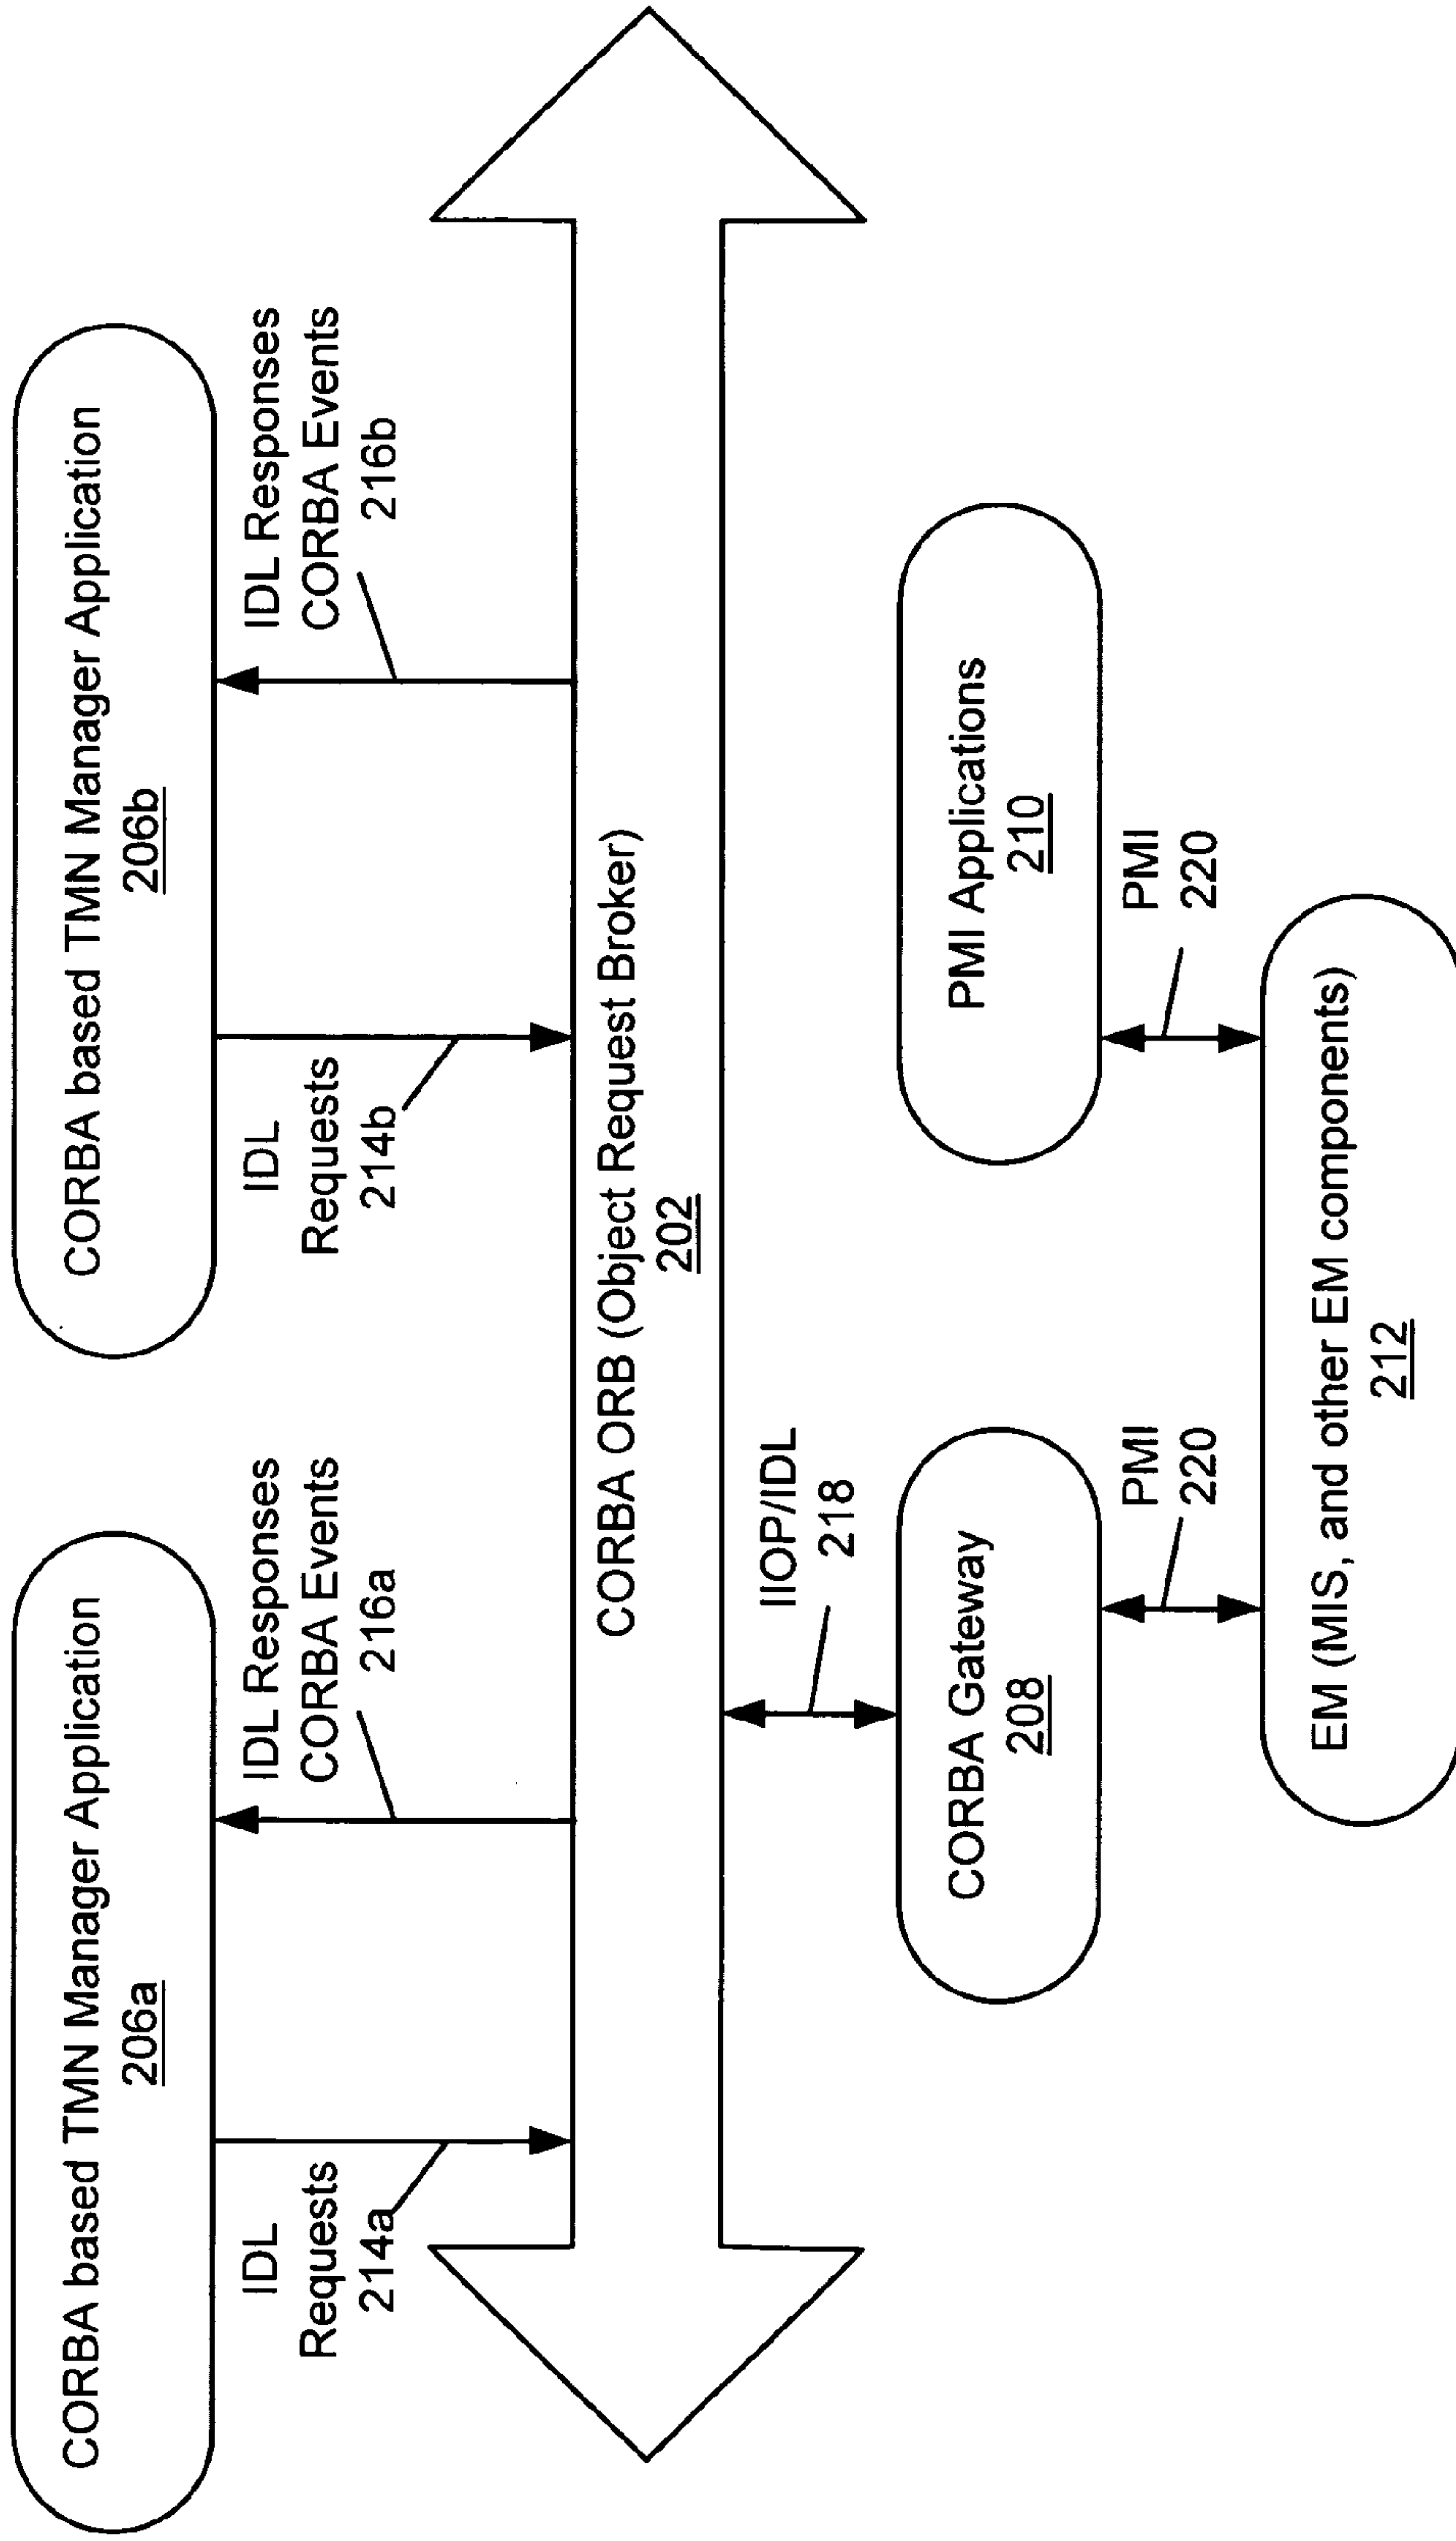 CORBA based TMN Manager Application
206a
CORBA based TMN Manager Application
206b
IDL
Requests
214a
IDL Responses
CORBA Events
216a
IDL
Requests
214b
IDL Responses
CORBA Events
216b
CORBA ORB (Object Request Broker)
202
IIOP/IDL
218
CORBA Gateway
208
PMI Applications
210
PMI
220
PMI
220
EM (MIS, and other EM components)
212